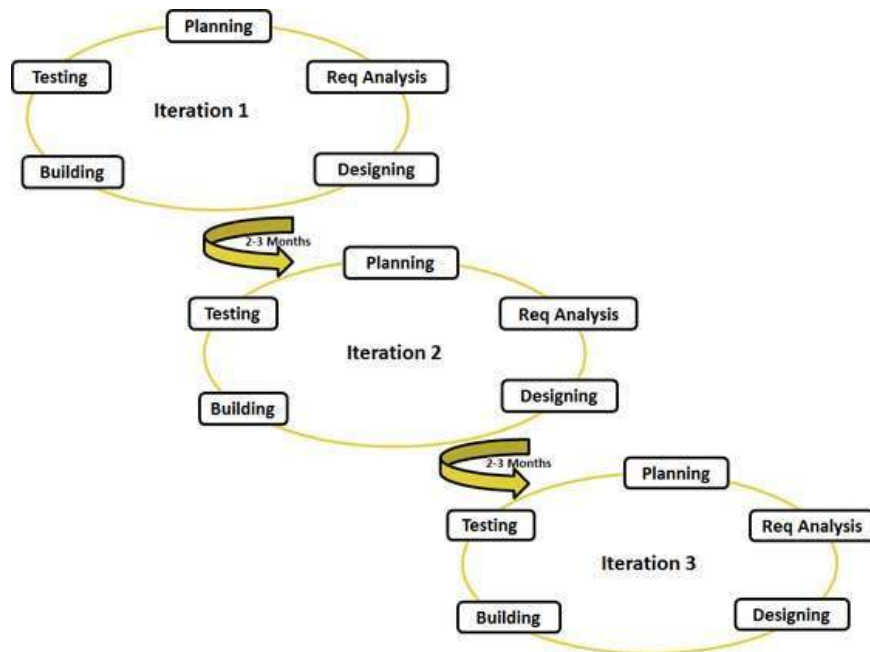 Planning
Testing
Req Analysis
Iteration 1
Building
Designing
2-3 Months
Planning
Testing
Req Analysis
Iteration 2
Building
Designing
2-3 Months
Planning
Testing
Req Analysis
Iteration 3
Building
Designing